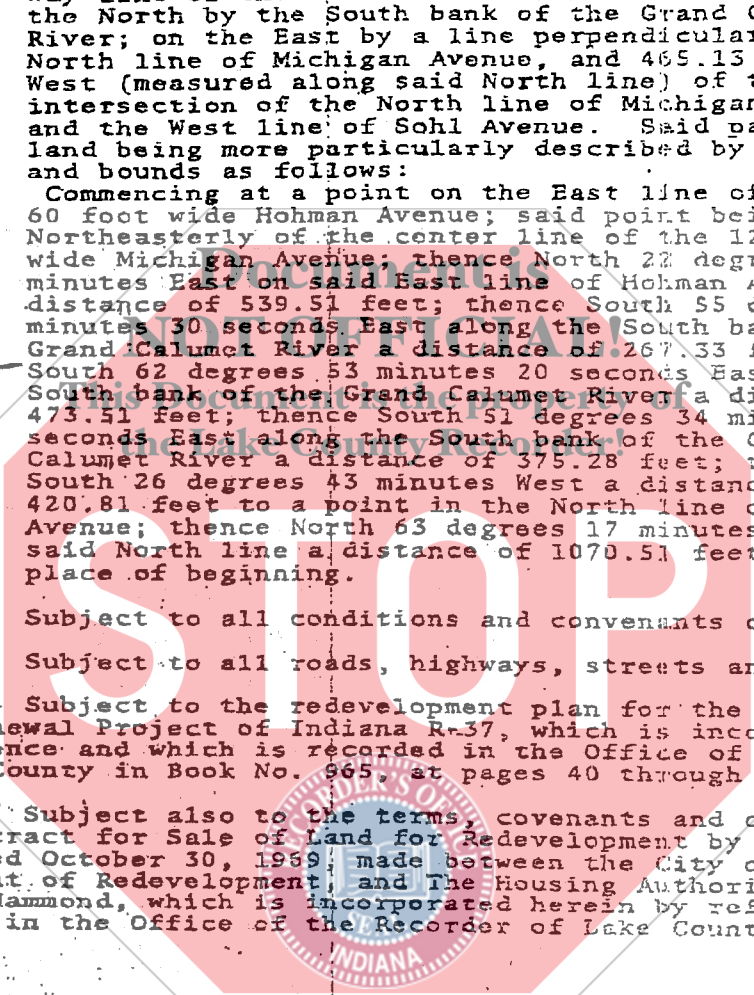 the North by the South bank of the Grand C
River; on the East by a line perpendicular
North line of Michigan Avenue, and 465.13
West (measured along said North line) of t
intersection of the North line of Michigan
and the West line of Sohl Avenue. Said pa
land being more particularly described by
and bounds as follows:
Commencing at a point on the East line of
60 foot wide Hohman Avenue; said point bei
Northeasterly of the center line of the 12
wide Michigan Avenue; thence North 22 degr
minutes East on said East line of Hohman A
distance of 539.51 feet; thence South 55 d
minutes 30 seconds East along the South ba
Grand Calumet River a distance of 267.33 f
South 62 degrees 53 minutes 20 seconds Eas
South bank of the Grand Calumet River a di
473.51 feet; thence South 51 degrees 34 mi
seconds East along the South bank of the G
Calumet River a distance of 375.28 feet;
South 26 degrees 43 minutes West a distanc
420.81 feet to a point in the North line o
Avenue; thence North 63 degrees 17 minutes
said North line a distance of 1070.51 feet
place of beginning.
Subject to all conditions and convenants o
Subject to all roads, highways, streets an
Subject to the redevelopment plan for the
newal Project of Indiana R-37, which is inco
ence and which is recorded in the Office of
County in Book No. 965, at pages 40 through
Subject also to the terms, covenants and c
tract for Sale of Land for Redevelopment by
ed October 30, 1969, made between the City o
nt of Redevelopment, and The Housing Authori
Hammond, which is incorporated herein by ref
in the Office of the Recorder of Lake Count
Document is
NOT OFFICIAL!
This Document is the property of
the Lake County Recorder!
STOP
RECORDER'S OFFICE
SEAL
INDIANA